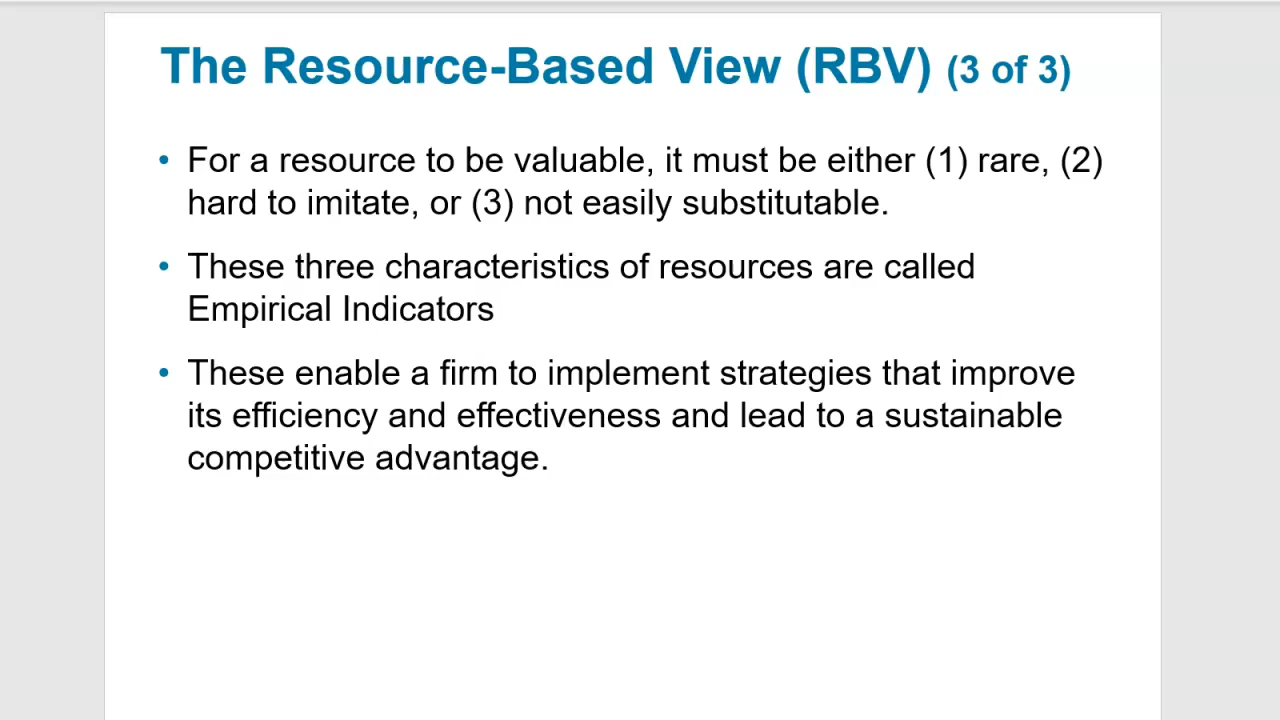 The Resource-Based View (RBV) (3 of 3)
• For a resource to be valuable, it must be either (1) rare, (2)
hard to imitate, or (3) not easily substitutable.
• These three characteristics of resources are called
Empirical Indicators
• These enable a firm to implement strategies that improve
its efficiency and effectiveness and lead to a sustainable
competitive advantage.